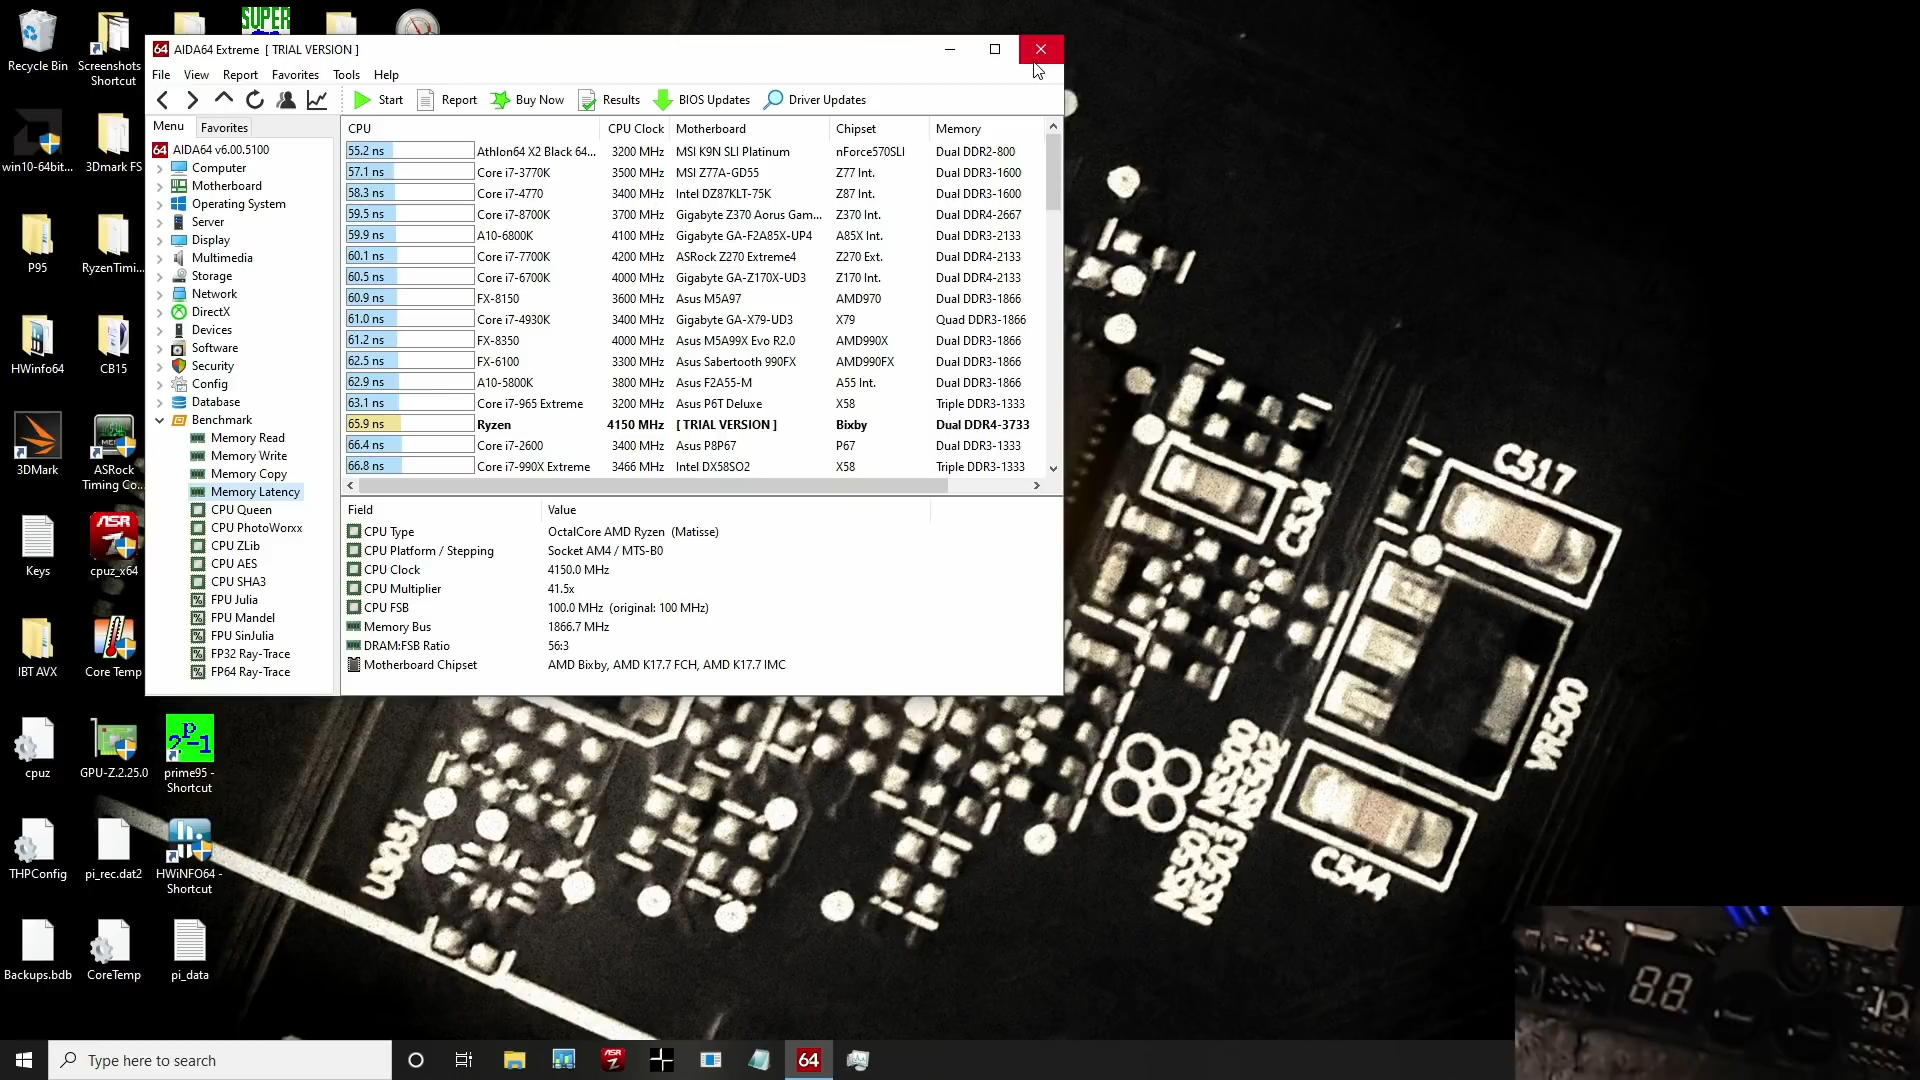 Recycle Bin
Screenshots Shortcut
SUPER
win10-64bit...
3Dmark FS
P95
RyzenTimi...
HWinfo64
CB15
3DMark
ASRock Timing Co...
Keys
cpuz_x64
IBT AVX
Core Temp
cpuz
GPU-Z.2.25.0
prime95 - Shortcut
THPConfig
pi_rec.dat2
HWiNFO64 - Shortcut
Backups.bdb
CoreTemp
pi_data
64 AIDA64 Extreme [ TRIAL VERSION ]
File View Report Favorites Tools Help
Start Report Buy Now Results BIOS Updates Driver Updates
Menu Favorites
64 AIDA64 v6.00.5100
Computer
Motherboard
Operating System
Server
Display
Multimedia
Storage
Network
DirectX
Devices
Software
Security
Config
Database
Benchmark
Memory Read
Memory Write
Memory Copy
Memory Latency
CPU Queen
CPU PhotoWorxx
CPU ZLib
CPU AES
CPU SHA3
FPU Julia
FPU Mandel
FPU SinJulia
FP32 Ray-Trace
FP64 Ray-Trace
CPU CPU Clock Motherboard Chipset Memory
55.2 ns Athlon64 X2 Black 64... 3200 MHz MSI K9N SLI Platinum nForce570SLI Dual DDR2-800
57.1 ns Core i7-3770K 3500 MHz MSI Z77A-GD55 Z77 Int. Dual DDR3-1600
58.3 ns Core i7-4770 3400 MHz Intel DZ87KLT-75K Z87 Int. Dual DDR3-1600
59.5 ns Core i7-8700K 3700 MHz Gigabyte Z370 Aorus Gam... Z370 Int. Dual DDR4-2667
59.9 ns A10-6800K 4100 MHz Gigabyte GA-F2A85X-UP4 A85X Int. Dual DDR3-2133
60.1 ns Core i7-7700K 4200 MHz ASRock Z270 Extreme4 Z270 Ext. Dual DDR4-2133
60.5 ns Core i7-6700K 4000 MHz Gigabyte GA-Z170X-UD3 Z170 Int. Dual DDR4-2133
60.9 ns FX-8150 3600 MHz Asus M5A97 AMD970 Dual DDR3-1866
61.0 ns Core i7-4930K 3400 MHz Gigabyte GA-X79-UD3 X79 Quad DDR3-1866
61.2 ns FX-8350 4000 MHz Asus M5A99X Evo R2.0 AMD990X Dual DDR3-1866
62.5 ns FX-6100 3300 MHz Asus Sabertooth 990FX AMD990FX Dual DDR3-1866
62.9 ns A10-5800K 3800 MHz Asus F2A55-M A55 Int. Dual DDR3-1866
63.1 ns Core i7-965 Extreme 3200 MHz Asus P6T Deluxe X58 Triple DDR3-1333
65.9 ns Ryzen 4150 MHz [ TRIAL VERSION ] Bixby Dual DDR4-3733
66.4 ns Core i7-2600 3400 MHz Asus P8P67 P67 Dual DDR3-1333
66.8 ns Core i7-990X Extreme 3466 MHz Intel DX58SO2 X58 Triple DDR3-1333
Field Value
CPU Type OctalCore AMD Ryzen (Matisse)
CPU Platform / Stepping Socket AM4 / MTS-B0
CPU Clock 4150.0 MHz
CPU Multiplier 41.5x
CPU FSB 100.0 MHz (original: 100 MHz)
Memory Bus 1866.7 MHz
DRAM:FSB Ratio 56:3
Motherboard Chipset AMD Bixby, AMD K17.7 FCH, AMD K17.7 IMC
C517
VR500
C544
NS500 NS502
NS501 NS503
U9051
Type here to search
64